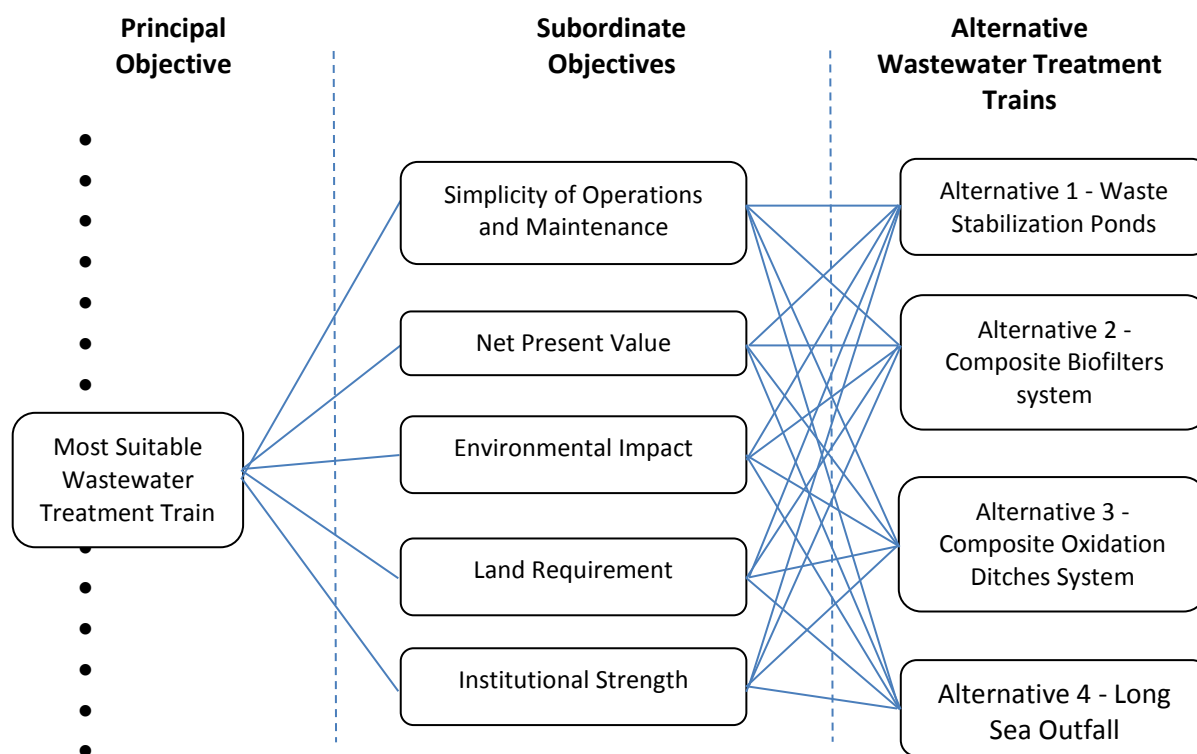 Principal
Objective
Subordinate
Objectives
Alternative
Wastewater Treatment
Trains
Most Suitable
Wastewater
Treatment Train
Simplicity of Operations
and Maintenance
Net Present Value
Environmental Impact
Land Requirement
Institutional Strength
Alternative 1 - Waste
Stabilization Ponds
Alternative 2 -
Composite Biofilters
system
Alternative 3 -
Composite Oxidation
Ditches System
Alternative 4 - Long
Sea Outfall